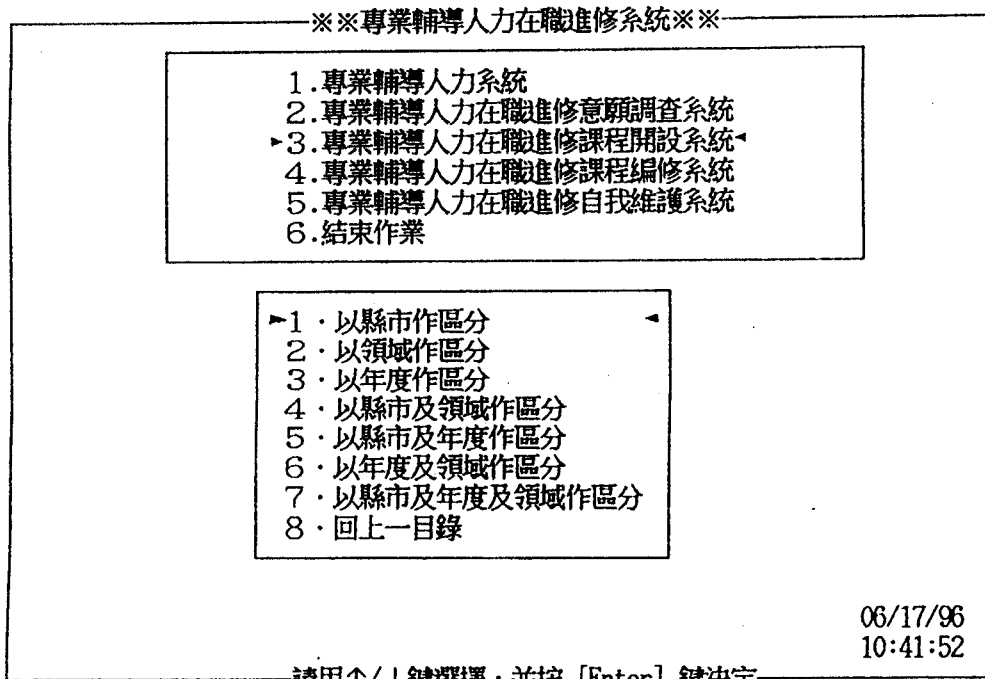 ※※專業輔導人力在職進修系統※※
1.專業輔導人力系統
2.專業輔導人力在職進修意願調查系統
►3.專業輔導人力在職進修課程開設系統◄
4.專業輔導人力在職進修課程編修系統
5.專業輔導人力在職進修自我維護系統
6.結束作業
►1・以縣市作區分 ◄
2・以領域作區分
3・以年度作區分
4・以縣市及領域作區分
5・以縣市及年度作區分
6・以年度及領域作區分
7・以縣市及年度及領域作區分
8・回上一目錄
06/17/96
10:41:52
請用↑/↓鍵選擇,並按 [Enter] 鍵決定